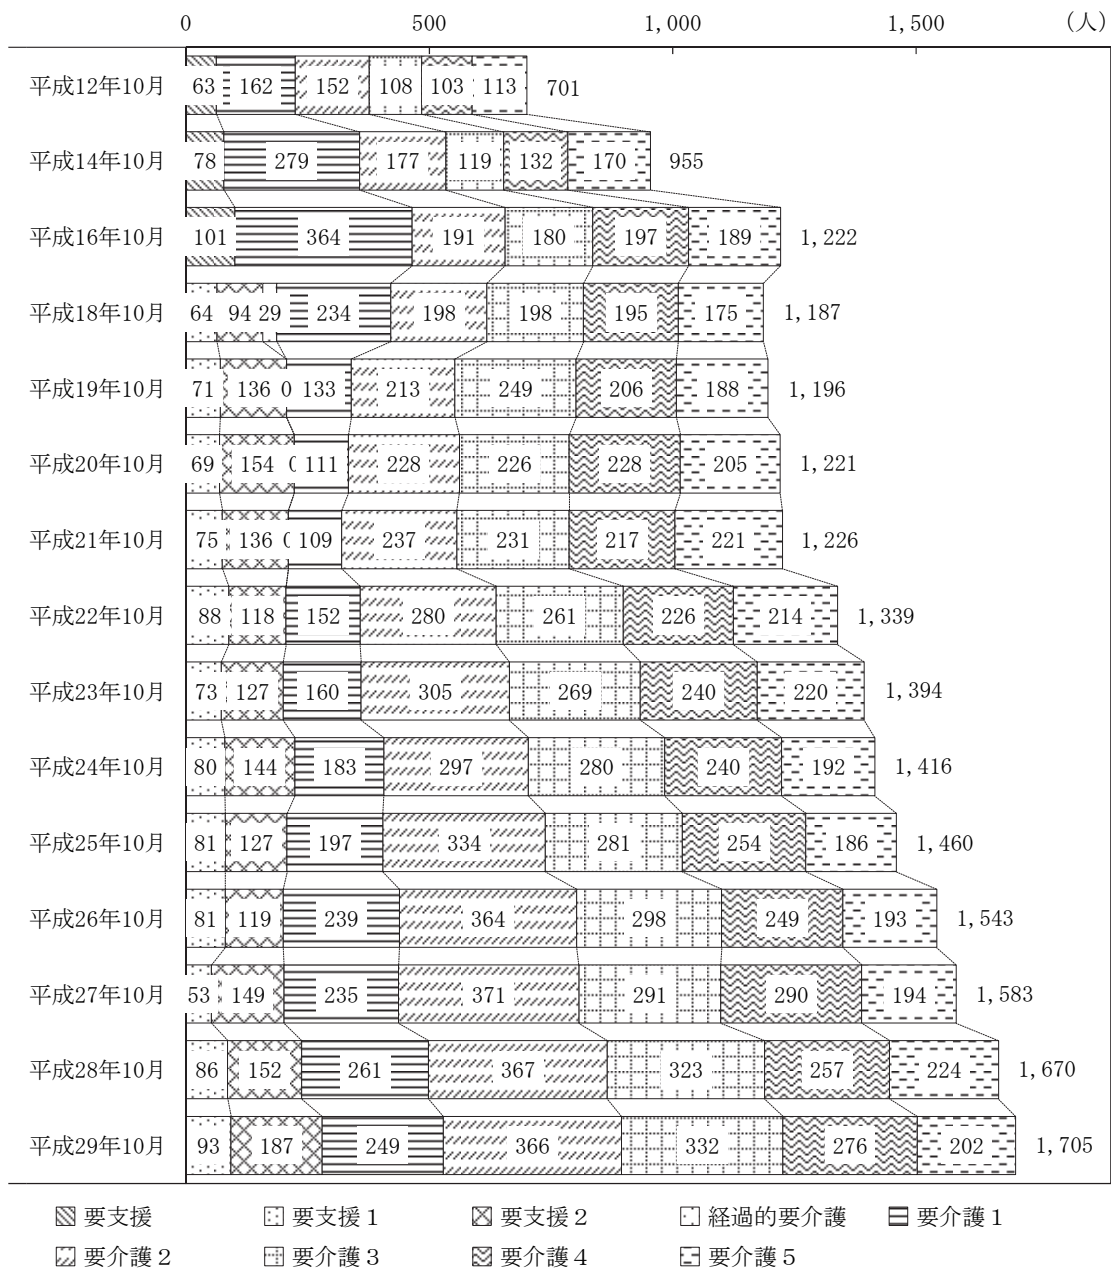 0 500 1,000 1,500 (人)
平成12年10月 63 162 152 108 103 113 701
平成14年10月 78 279 177 119 132 170 955
平成16年10月 101 364 191 180 197 189 1,222
平成18年10月 64 94 29 234 198 198 195 175 1,187
平成19年10月 71 136 0 133 213 249 206 188 1,196
平成20年10月 69 154 0 111 228 226 228 205 1,221
平成21年10月 75 136 0 109 237 231 217 221 1,226
平成22年10月 88 118 152 280 261 226 214 1,339
平成23年10月 73 127 160 305 269 240 220 1,394
平成24年10月 80 144 183 297 280 240 192 1,416
平成25年10月 81 127 197 334 281 254 186 1,460
平成26年10月 81 119 239 364 298 249 193 1,543
平成27年10月 53 149 235 371 291 290 194 1,583
平成28年10月 86 152 261 367 323 257 224 1,670
平成29年10月 93 187 249 366 332 276 202 1,705
要支援 要支援1 要支援2 経過的要介護 要介護1
要介護2 要介護3 要介護4 要介護5